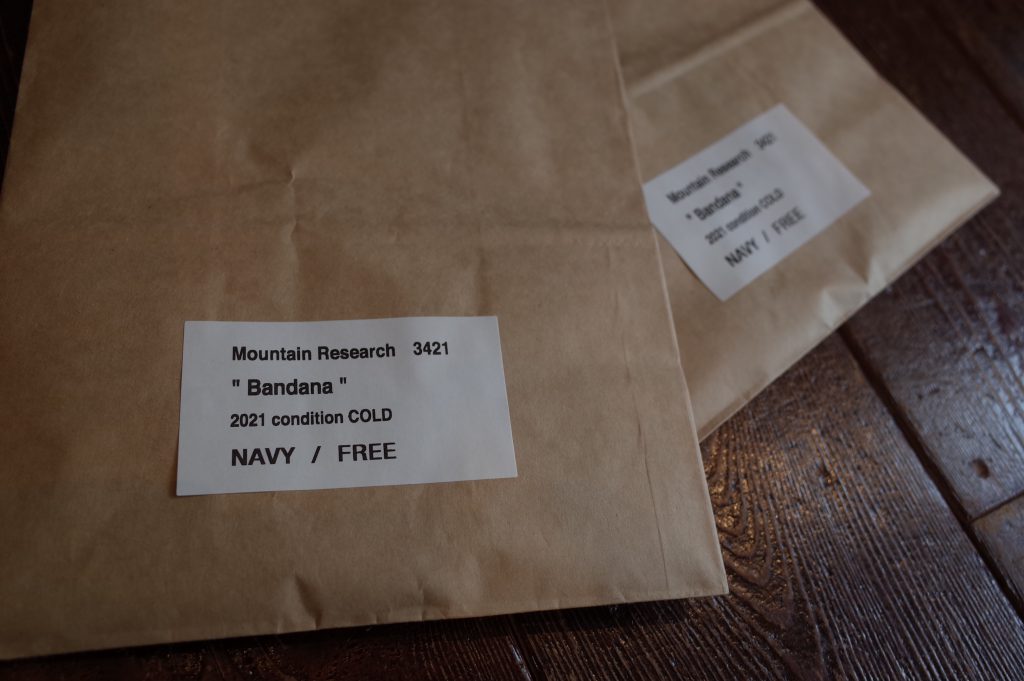 Mountain Research 3421
" Bandana "
2021 condition COLD
NAVY / FREE
Mountain Research 3421
" Bandana "
2021 condition COLD
NAVY / FREE